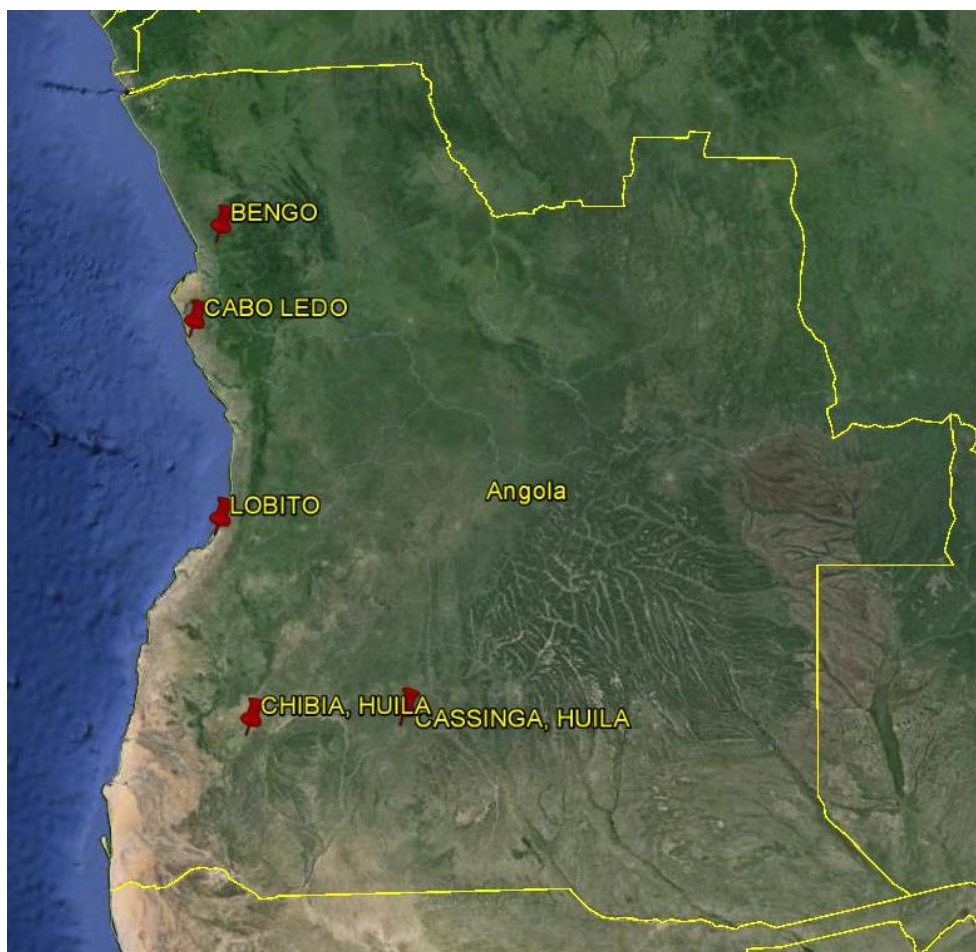 BENGO
CABO LEDO
LOBITO
Angola
CHIBIA, HUILA
CASSINGA, HUILA